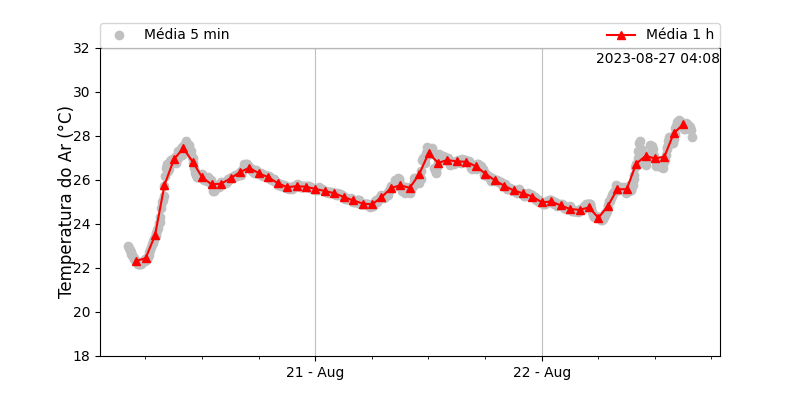 Média 5 min
Média 1 h
2023-08-27 04:08
Temperatura do Ar (°C)
32
30
28
26
24
22
20
18
21 - Aug
22 - Aug